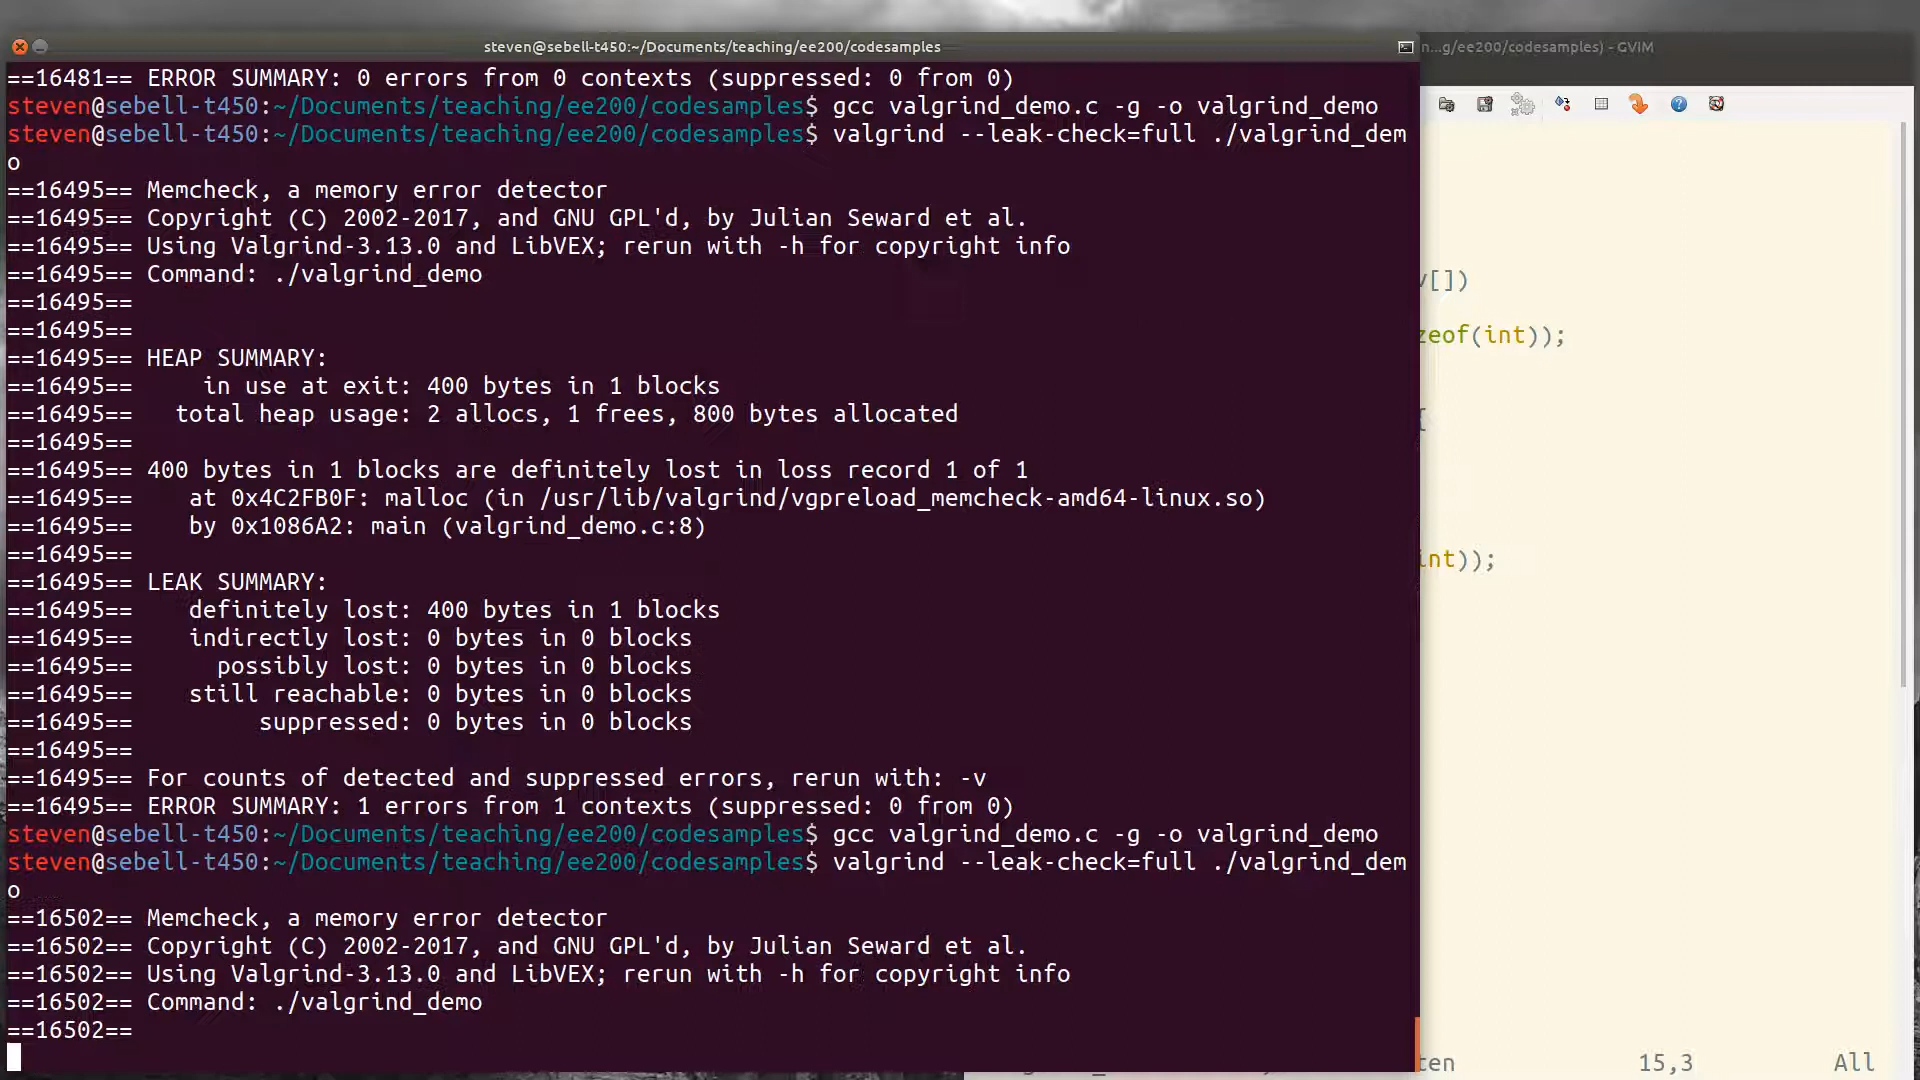 steven@sebell-t450:~/Documents/teaching/ee200/codesamples
n...g/ee200/codesamples) - GVIM
==16481== ERROR SUMMARY: 0 errors from 0 contexts (suppressed: 0 from 0)
steven@sebell-t450:~/Documents/teaching/ee200/codesamples$ gcc valgrind_demo.c -g -o valgrind_demo
steven@sebell-t450:~/Documents/teaching/ee200/codesamples$ valgrind --leak-check=full ./valgrind_dem
o
==16495== Memcheck, a memory error detector
==16495== Copyright (C) 2002-2017, and GNU GPL'd, by Julian Seward et al.
==16495== Using Valgrind-3.13.0 and LibVEX; rerun with -h for copyright info
==16495== Command: ./valgrind_demo
==16495==
==16495==
==16495== HEAP SUMMARY:
==16495==     in use at exit: 400 bytes in 1 blocks
==16495==   total heap usage: 2 allocs, 1 frees, 800 bytes allocated
==16495==
==16495== 400 bytes in 1 blocks are definitely lost in loss record 1 of 1
==16495==    at 0x4C2FB0F: malloc (in /usr/lib/valgrind/vgpreload_memcheck-amd64-linux.so)
==16495==    by 0x1086A2: main (valgrind_demo.c:8)
==16495==
==16495== LEAK SUMMARY:
==16495==    definitely lost: 400 bytes in 1 blocks
==16495==    indirectly lost: 0 bytes in 0 blocks
==16495==      possibly lost: 0 bytes in 0 blocks
==16495==    still reachable: 0 bytes in 0 blocks
==16495==         suppressed: 0 bytes in 0 blocks
==16495==
==16495== For counts of detected and suppressed errors, rerun with: -v
==16495== ERROR SUMMARY: 1 errors from 1 contexts (suppressed: 0 from 0)
steven@sebell-t450:~/Documents/teaching/ee200/codesamples$ gcc valgrind_demo.c -g -o valgrind_demo
steven@sebell-t450:~/Documents/teaching/ee200/codesamples$ valgrind --leak-check=full ./valgrind_dem
o
==16502== Memcheck, a memory error detector
==16502== Copyright (C) 2002-2017, and GNU GPL'd, by Julian Seward et al.
==16502== Using Valgrind-3.13.0 and LibVEX; rerun with -h for copyright info
==16502== Command: ./valgrind_demo
==16502==
v[])
zeof(int));
{
int));
ten 15,3 All